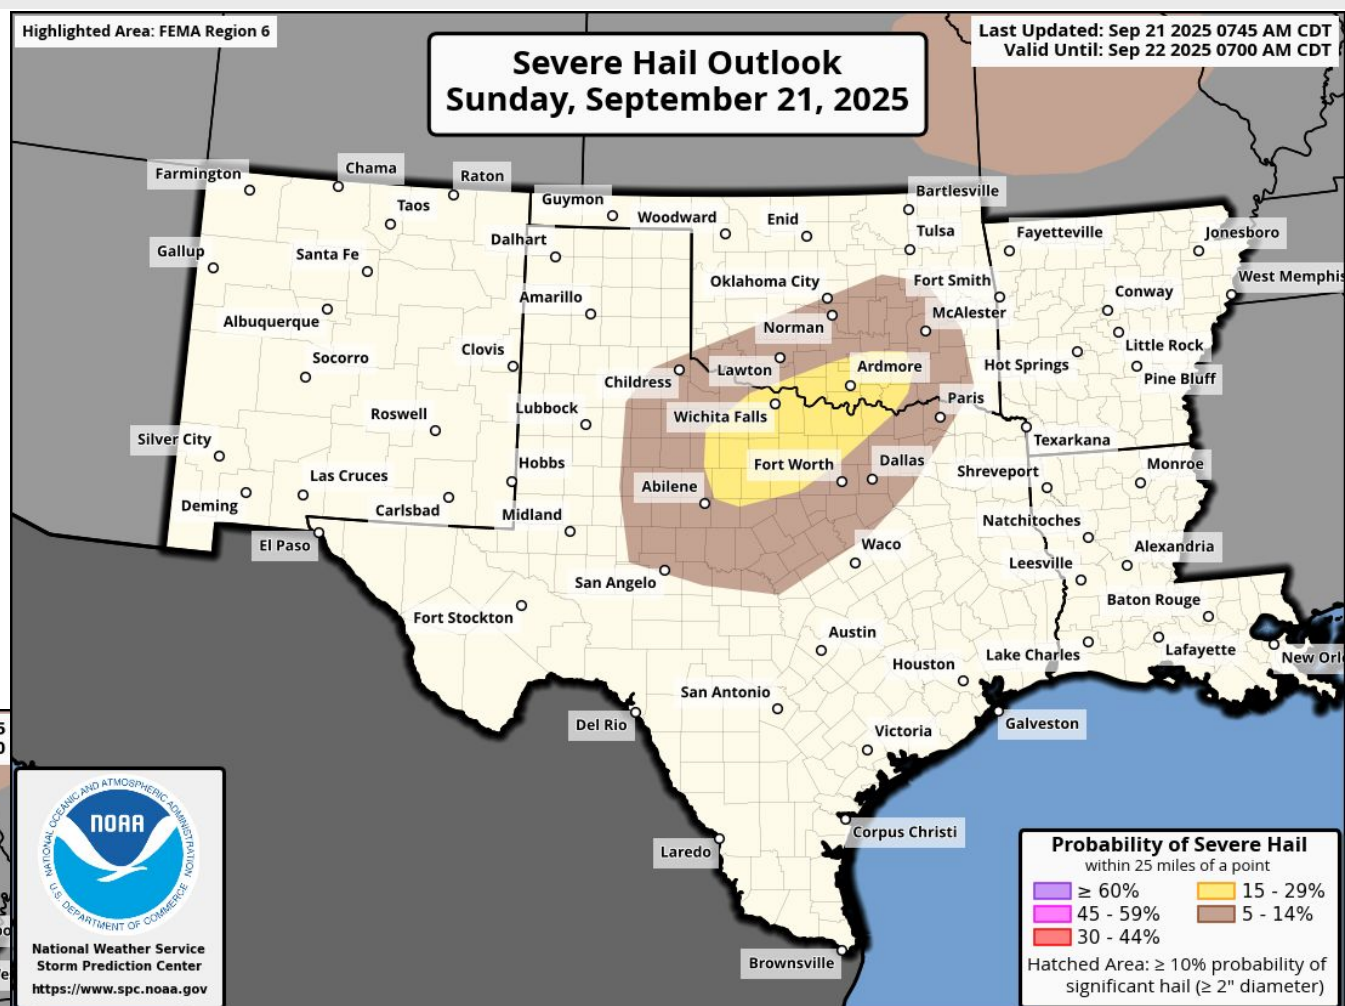 Highlighted Area: FEMA Region 6
Severe Hail Outlook
Sunday, September 21, 2025
Last Updated: Sep 21 2025 0745 AM CDT
Valid Until: Sep 22 2025 0700 AM CDT
Farmington
Chama
Raton
Taos
Guymon
Woodward
Enid
Bartlesville
Tulsa
Fayetteville
Jonesboro
Gallup
Santa Fe
Dalhart
Oklahoma City
Fort Smith
Conway
West Memphis
Albuquerque
Amarillo
Norman
McAlester
Little Rock
Socorro
Clovis
Childress
Lawton
Ardmore
Hot Springs
Pine Bluff
Roswell
Lubbock
Wichita Falls
Paris
Silver City
Texarkana
Las Cruces
Hobbs
Fort Worth
Dallas
Shreveport
Monroe
Deming
Carlsbad
Midland
Abilene
Natchitoches
El Paso
Waco
Alexandria
San Angelo
Leesville
Fort Stockton
Baton Rouge
Austin
Houston
Lake Charles
Lafayette
New Orl
San Antonio
Del Rio
Victoria
Galveston
Corpus Christi
Laredo
Brownsville
NATIONAL OCEANIC AND ATMOSPHERIC ADMINISTRATION
NOAA
U.S. DEPARTMENT OF COMMERCE
National Weather Service
Storm Prediction Center
https://www.spc.noaa.gov
Probability of Severe Hail
within 25 miles of a point
≥ 60% 15 - 29%
45 - 59% 5 - 14%
30 - 44%
Hatched Area: ≥ 10% probability of
significant hail (≥ 2" diameter)